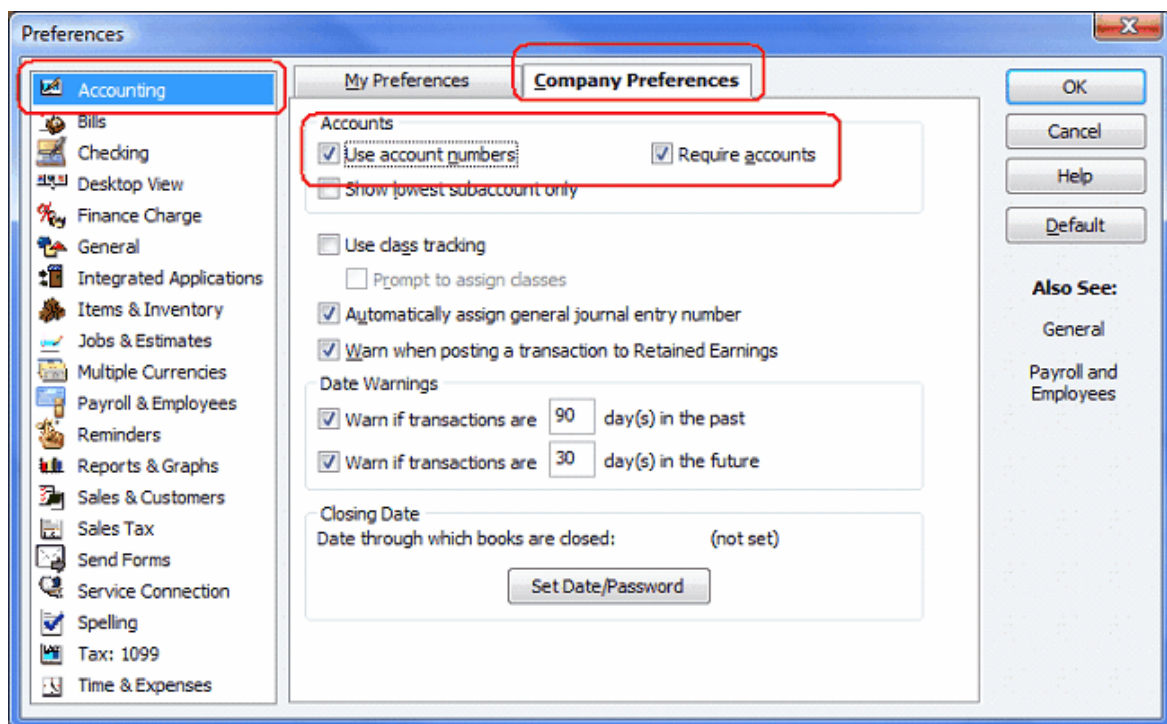 Preferences
Accounting
Bills
Checking
Desktop View
Finance Charge
General
Integrated Applications
Items & Inventory
Jobs & Estimates
Multiple Currencies
Payroll & Employees
Reminders
Reports & Graphs
Sales & Customers
Sales Tax
Send Forms
Service Connection
Spelling
Tax: 1099
Time & Expenses
My Preferences
Company Preferences
Accounts
Use account numbers
Require accounts
Show lowest subaccount only
Use class tracking
Prompt to assign classes
Automatically assign general journal entry number
Warn when posting a transaction to Retained Earnings
Date Warnings
Warn if transactions are 90 day(s) in the past
Warn if transactions are 30 day(s) in the future
Closing Date
Date through which books are closed: (not set)
Set Date/Password
OK
Cancel
Help
Default
Also See:
General
Payroll and
Employees